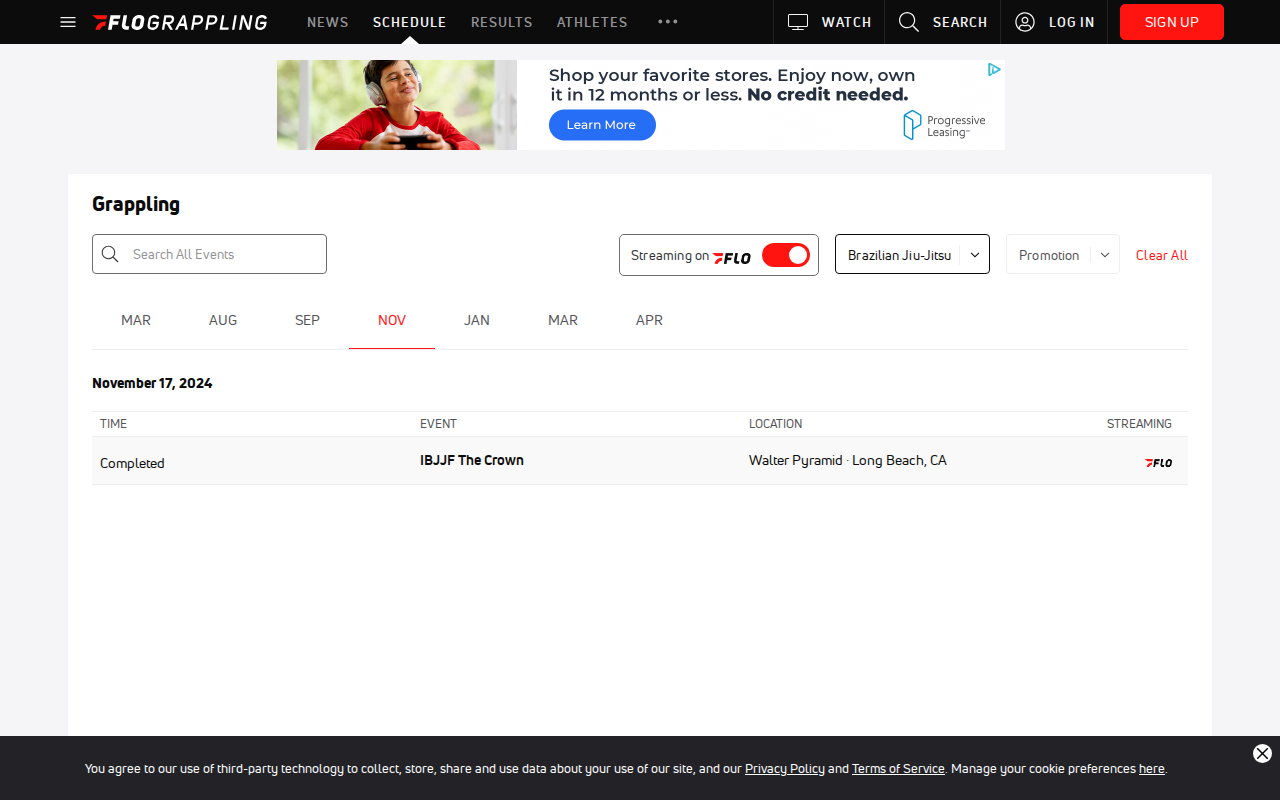 FLOGRAPPLING NEWS SCHEDULE RESULTS ATHLETES WATCH SEARCH LOG IN SIGN UP
Shop your favorite stores. Enjoy now, own
it in 12 months or less. No credit needed.
Learn More
Progressive
Leasing
Grappling
Search All Events
Streaming on FLO
Brazilian Jiu-Jitsu
Promotion
Clear All
MAR AUG SEP NOV JAN MAR APR
November 17, 2024
TIME EVENT LOCATION STREAMING
Completed IBJJF The Crown Walter Pyramid · Long Beach, CA FLO
You agree to our use of third-party technology to collect, store, share and use data about your use of our site, and our Privacy Policy and Terms of Service. Manage your cookie preferences here.